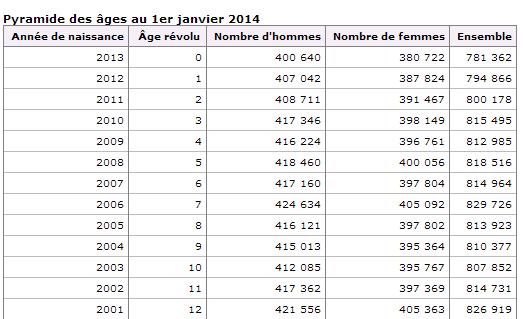 Pyramide des âges au 1er janvier 2014
Année de naissance Âge révolu Nombre d'hommes Nombre de femmes Ensemble
2013 0 400 640 380 722 781 362
2012 1 407 042 387 824 794 866
2011 2 408 711 391 467 800 178
2010 3 417 346 398 149 815 495
2009 4 416 224 396 761 812 985
2008 5 418 460 400 056 818 516
2007 6 417 160 397 804 814 964
2006 7 424 634 405 092 829 726
2005 8 416 121 397 802 813 923
2004 9 415 013 395 364 810 377
2003 10 412 085 395 767 807 852
2002 11 417 362 397 369 814 731
2001 12 421 556 405 363 826 919